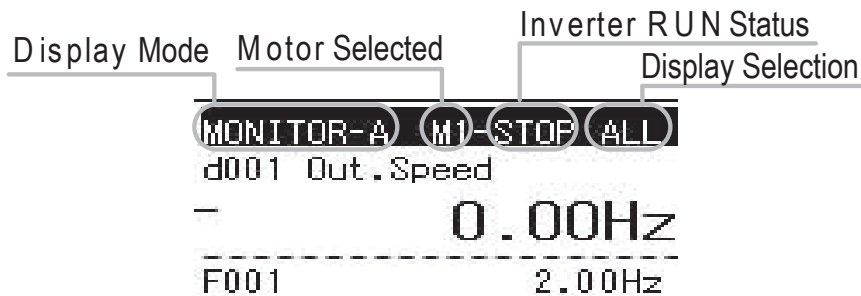 Inverter RUN Status
Display Mode Motor Selected
Display Selection
MONITOR-A M1-STOP ALL
d001 Out.Speed
0.00Hz
F001 2.00Hz